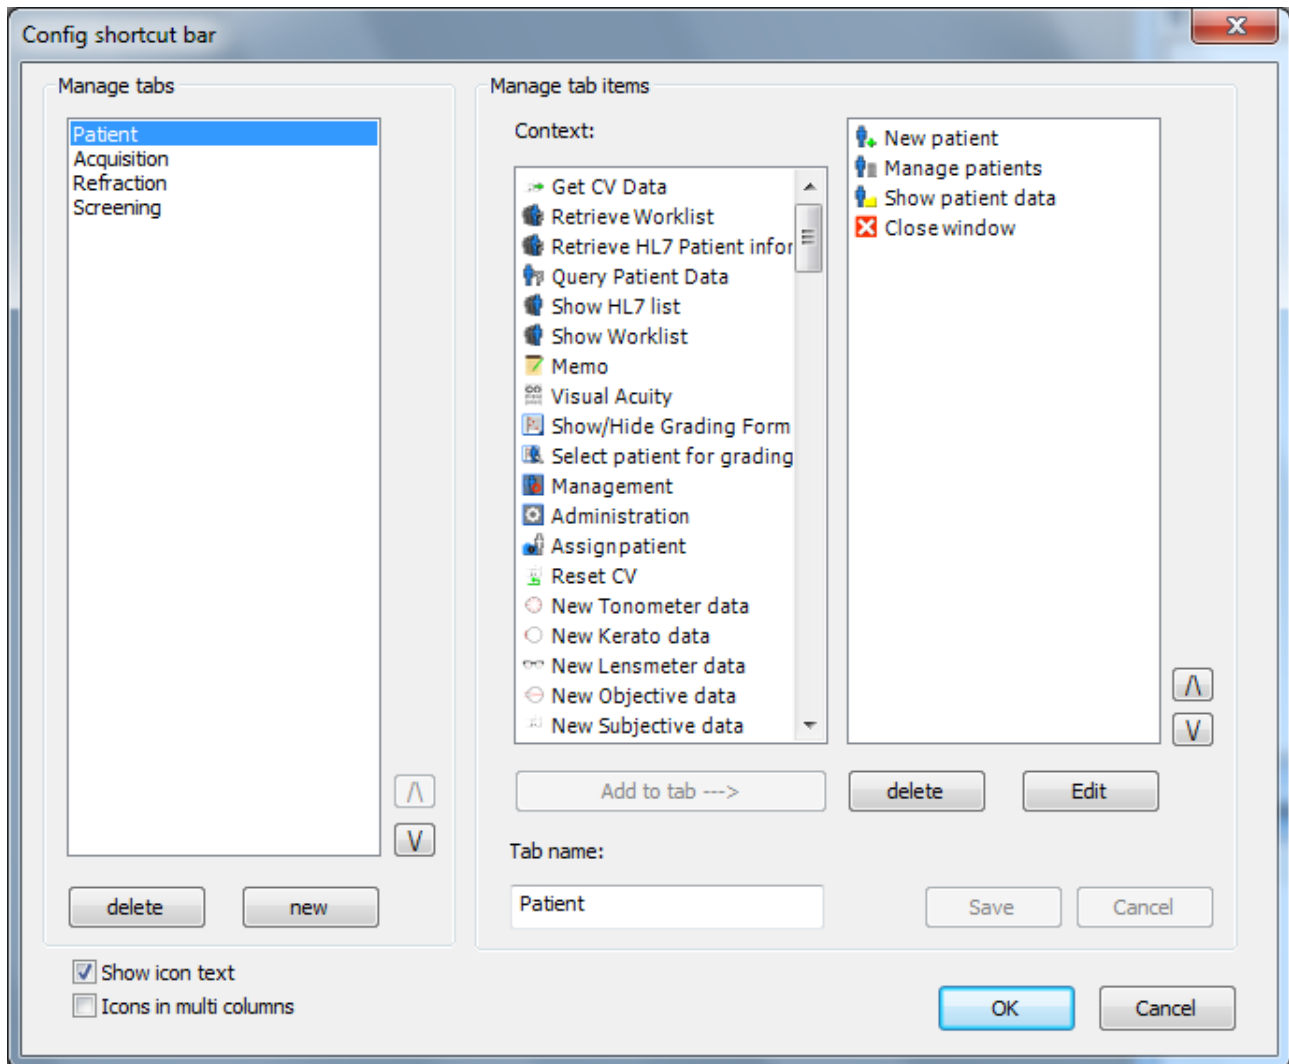 Config shortcut bar
Manage tabs
Patient
Acquisition
Refraction
Screening
/\
\/
delete
new
Manage tab items
Context:
Get CV Data
Retrieve Worklist
Retrieve HL7 Patient infor
Query Patient Data
Show HL7 list
Show Worklist
Memo
Visual Acuity
Show/Hide Grading Form
Select patient for grading
Management
Administration
Assign patient
Reset CV
New Tonometer data
New Kerato data
New Lensmeter data
New Objective data
New Subjective data
New patient
Manage patients
Show patient data
Close window
/\
\/
Add to tab --->
delete
Edit
Tab name:
Patient
Save
Cancel
Show icon text
Icons in multi columns
OK
Cancel